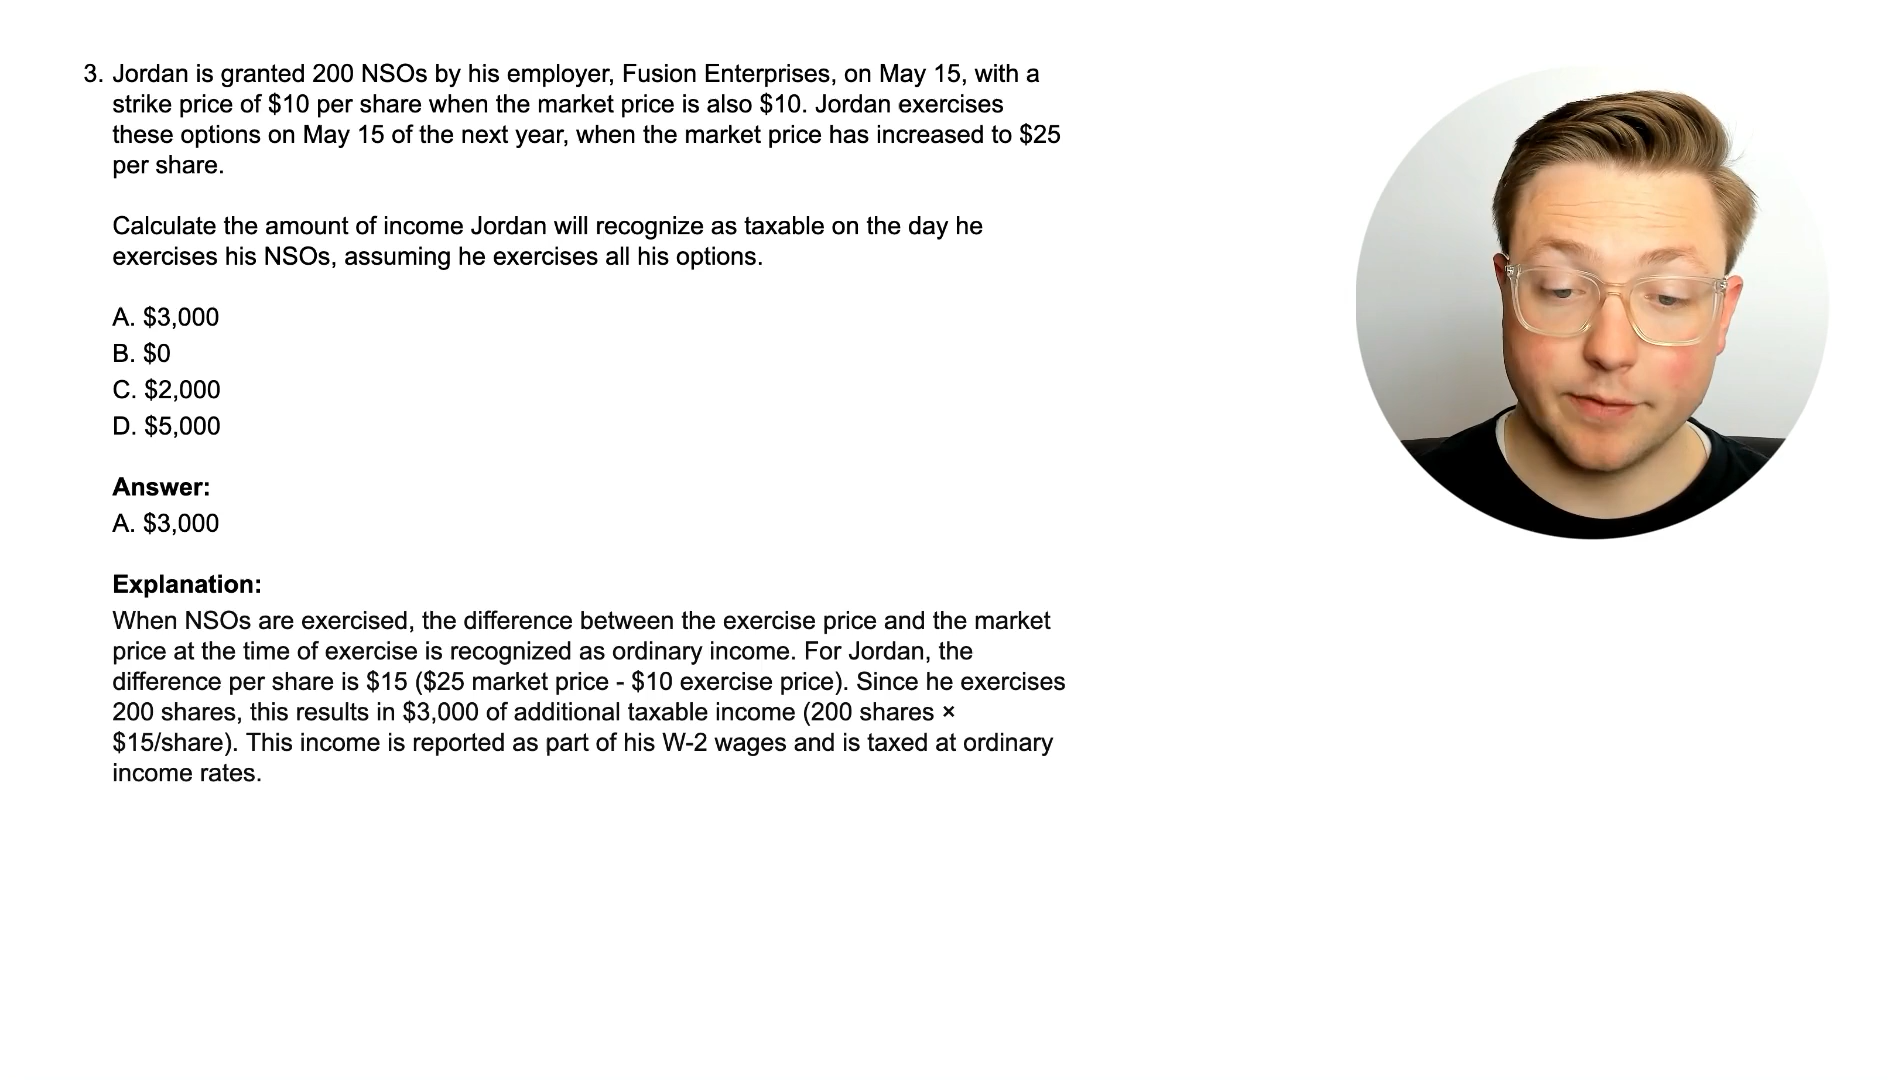 3. Jordan is granted 200 NSOs by his employer, Fusion Enterprises, on May 15, with a
strike price of $10 per share when the market price is also $10. Jordan exercises
these options on May 15 of the next year, when the market price has increased to $25
per share.
Calculate the amount of income Jordan will recognize as taxable on the day he
exercises his NSOs, assuming he exercises all his options.
A. $3,000
B. $0
C. $2,000
D. $5,000
Answer:
A. $3,000
Explanation:
When NSOs are exercised, the difference between the exercise price and the market
price at the time of exercise is recognized as ordinary income. For Jordan, the
difference per share is $15 ($25 market price - $10 exercise price). Since he exercises
200 shares, this results in $3,000 of additional taxable income (200 shares ×
$15/share). This income is reported as part of his W-2 wages and is taxed at ordinary
income rates.